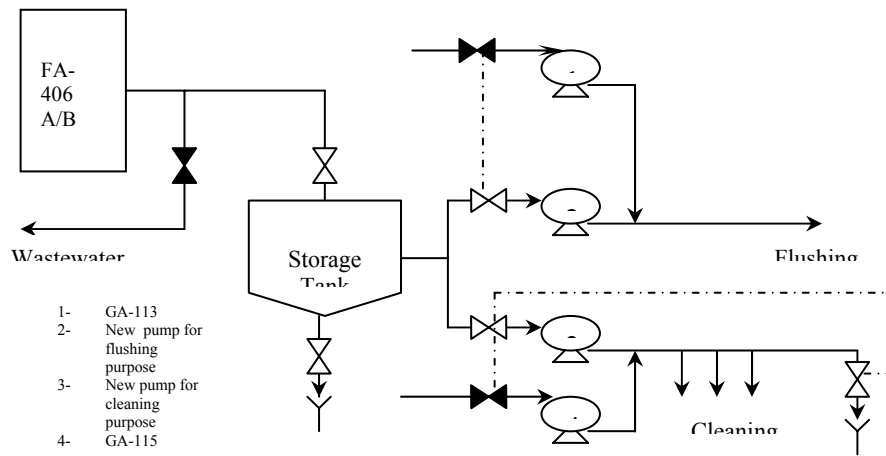 FA-
406
A/B
Wastewater
Storage
Tank
Flushing
1- GA-113
2- New pump for
flushing
purpose
3- New pump for
cleaning
purpose
4- GA-115
Cleaning